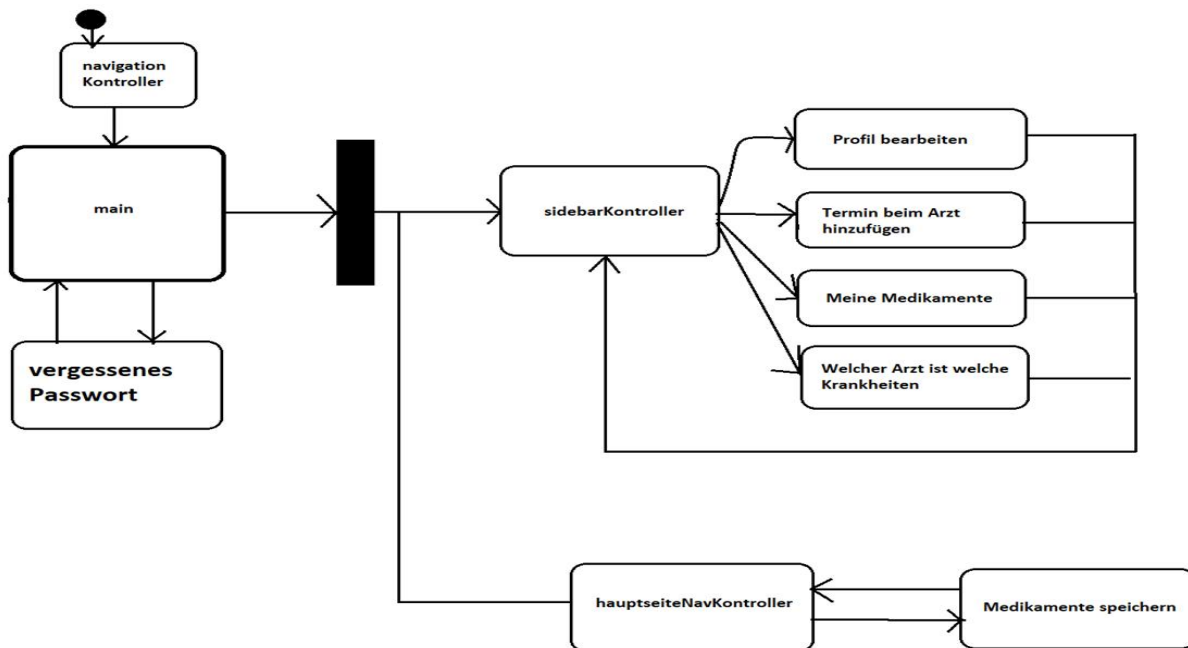 navigation
Kontroller
main
vergessenes
Passwort
sidebarKontroller
Profil bearbeiten
Termin beim Arzt
hinzufügen
Meine Medikamente
Welcher Arzt ist welche
Krankheiten
hauptseiteNavKontroller
Medikamente speichern